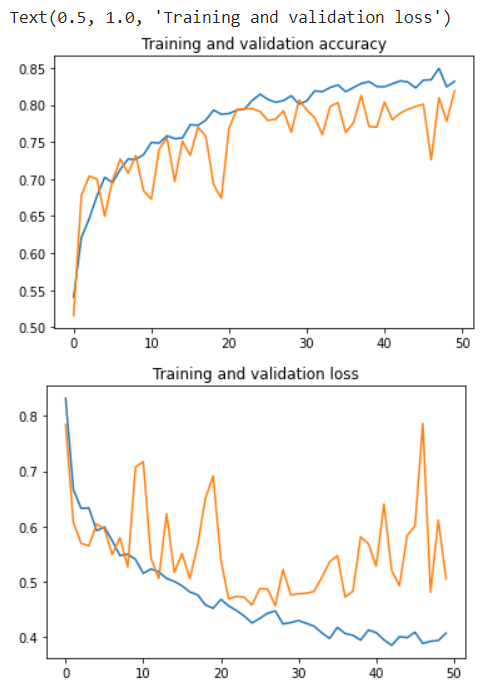 Text(0.5, 1.0, 'Training and validation loss')
Training and validation accuracy
0.85
0.80
0.75
0.70
0.65
0.60
0.55
0.50
0 10 20 30 40 50
Training and validation loss
0.8
0.7
0.6
0.5
0.4
0 10 20 30 40 50